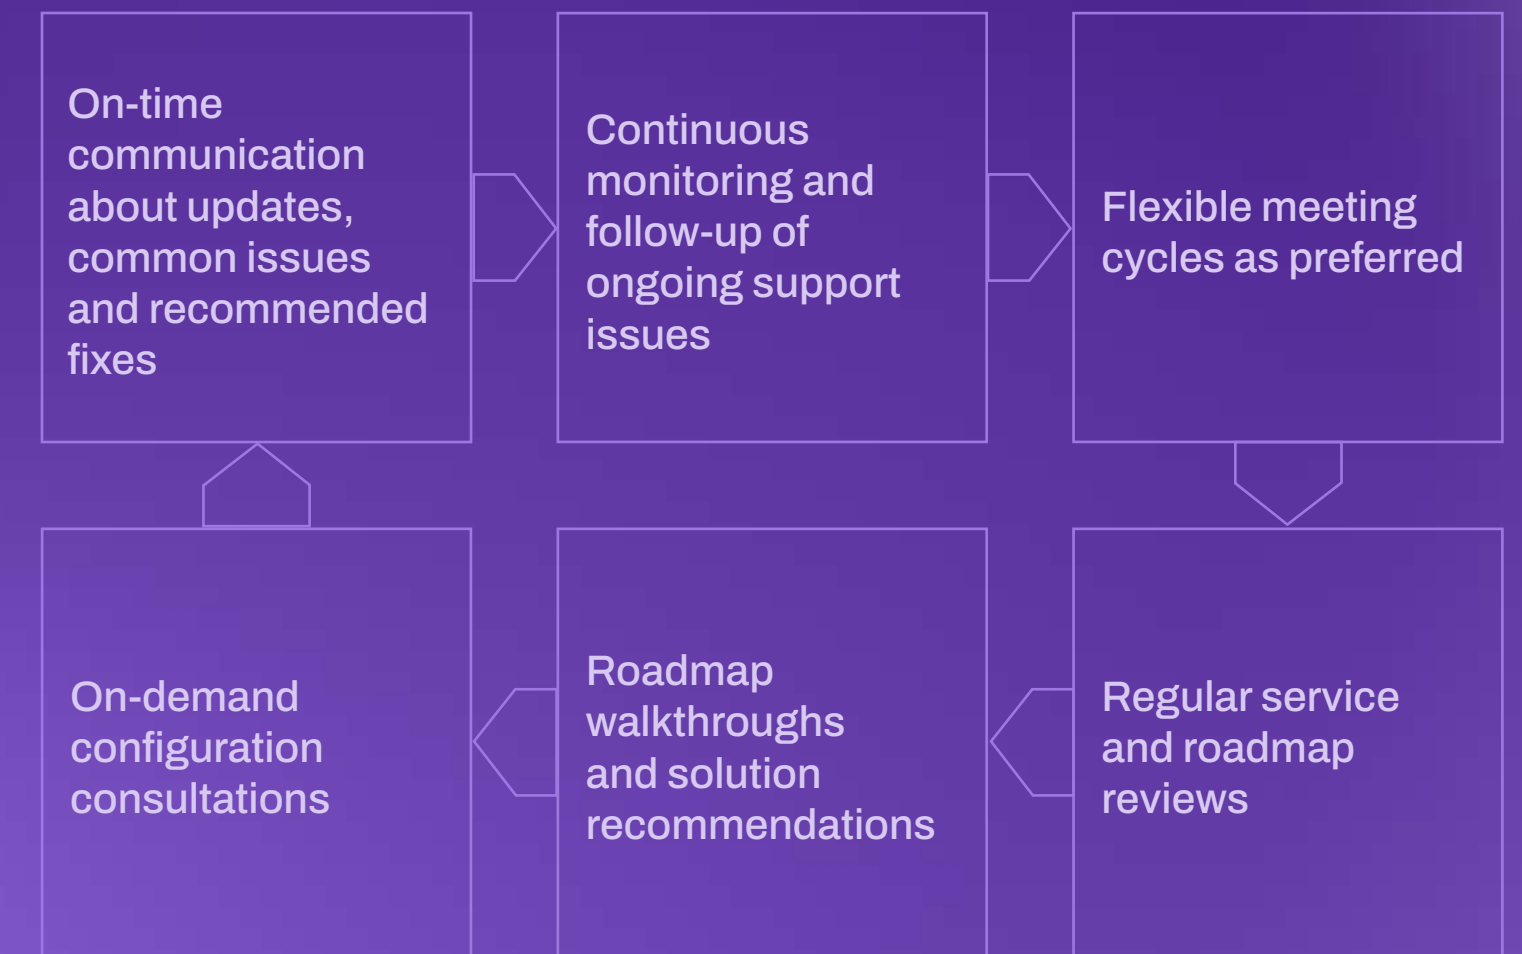 On-time
communication
about updates,
common issues
and recommended
fixes
Continuous
monitoring and
follow-up of
ongoing support
issues
Flexible meeting
cycles as preferred
On-demand
configuration
consultations
Roadmap
walkthroughs
and solution
recommendations
Regular service
and roadmap
reviews